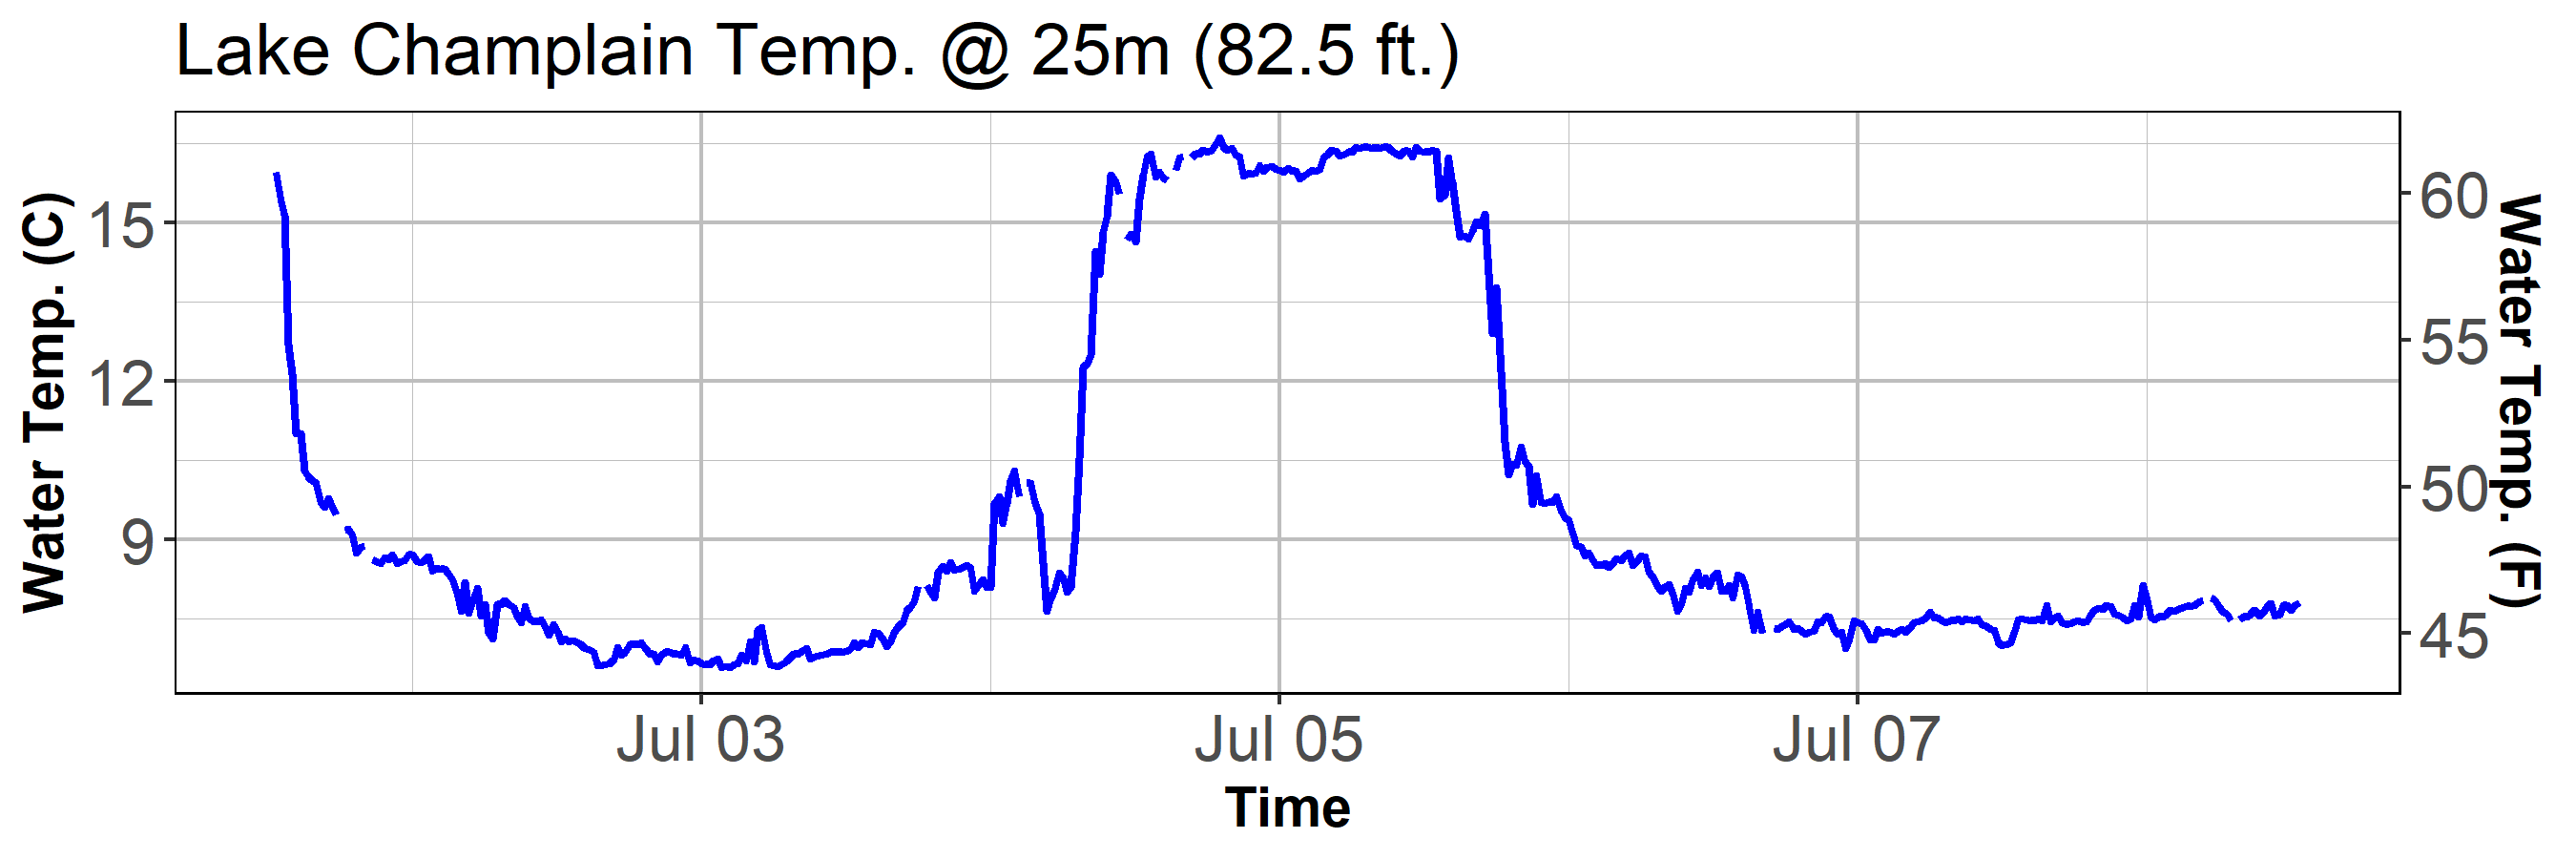 Lake Champlain Temp. @ 25m (82.5 ft.)
Water Temp. (C)
15
12
9
60
55
50
45
Water Temp. (F)
Jul 03
Jul 05
Jul 07
Time